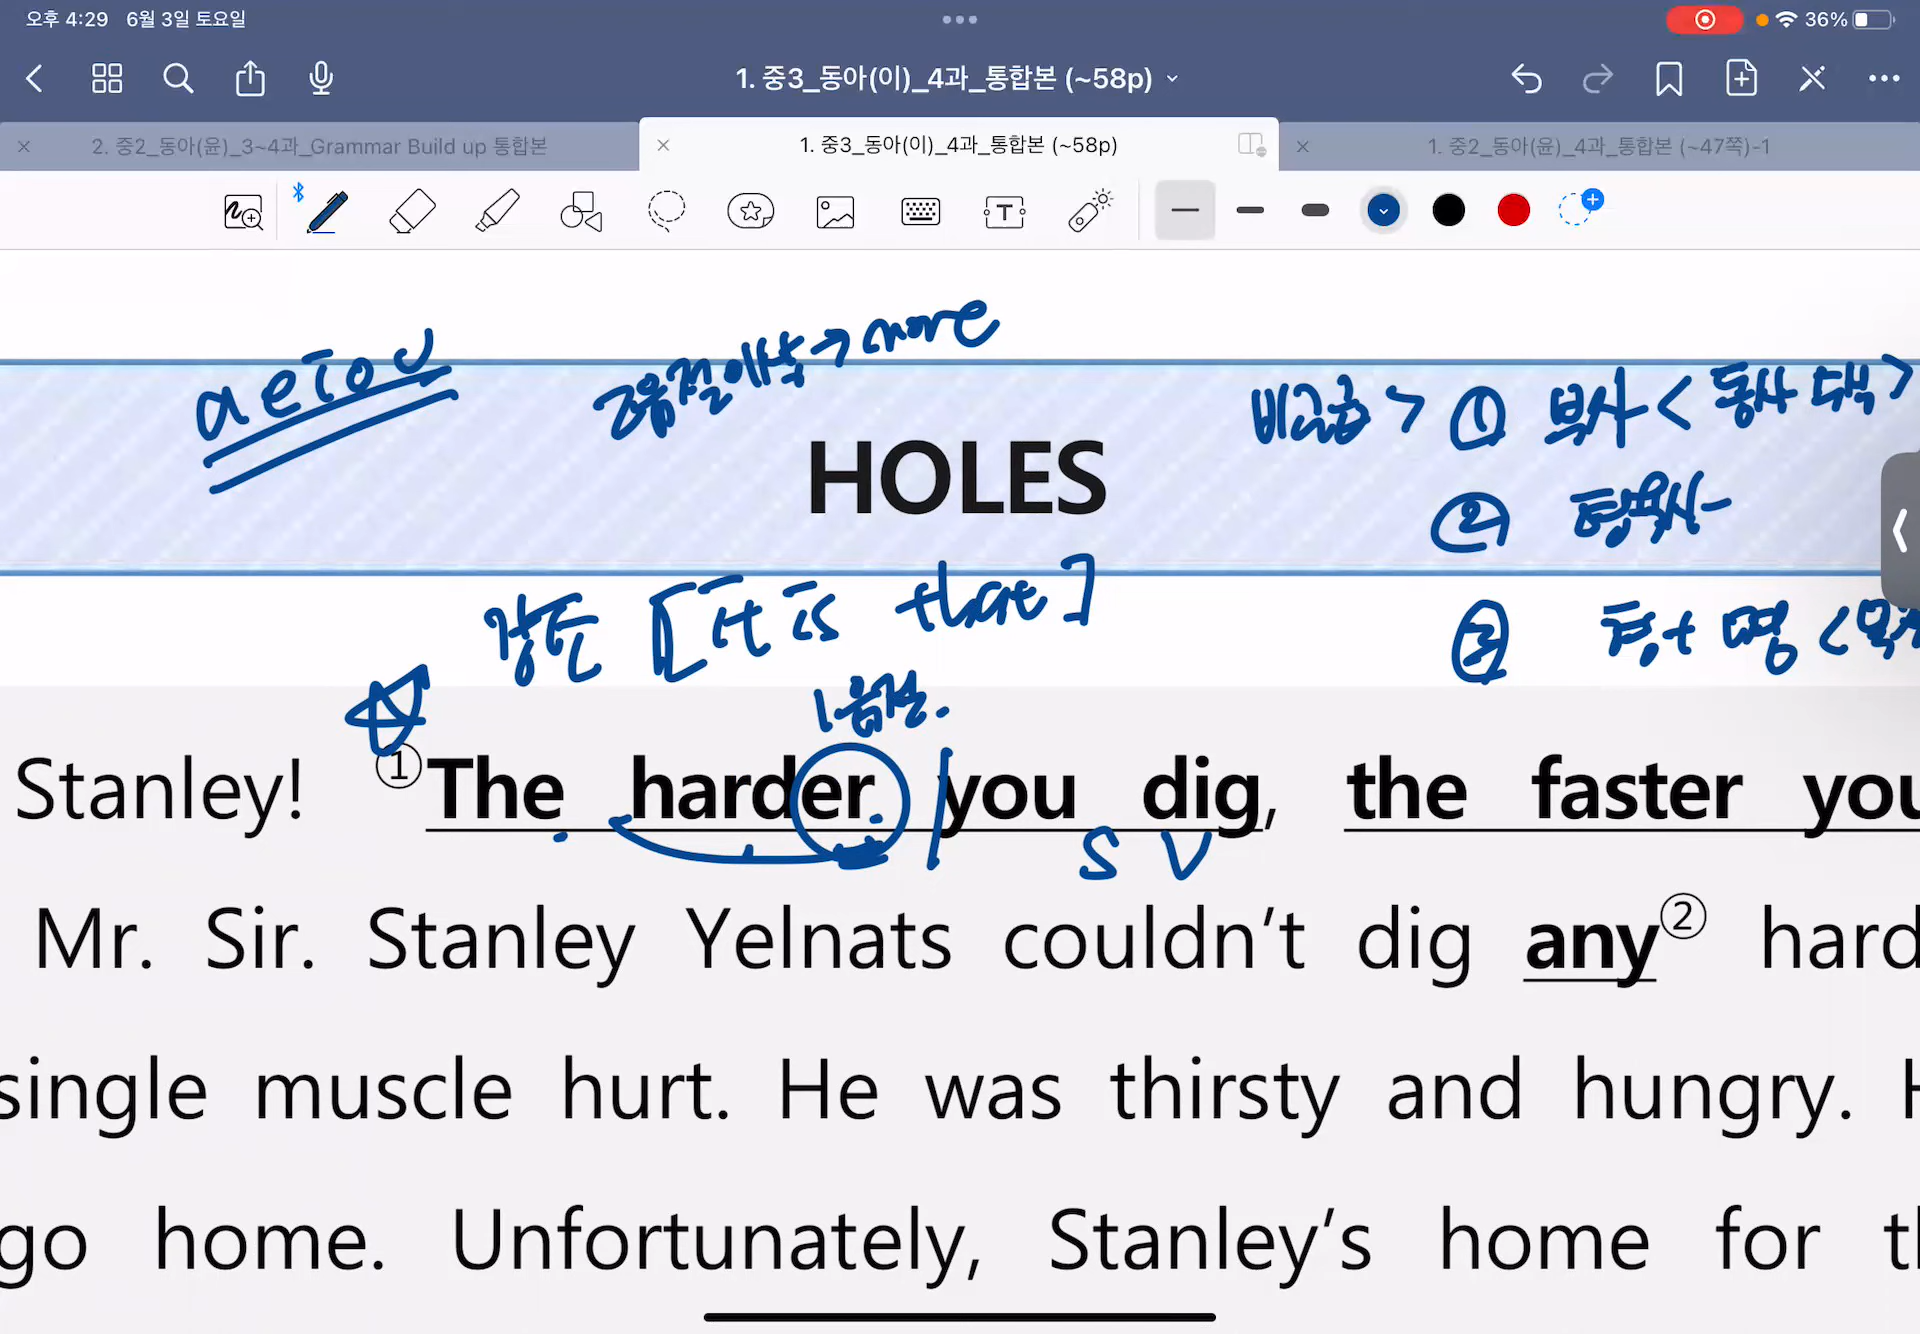 오후 4:29 6월 3일 토요일
36%
1. 중3_동아(이)_4과_통합본 (~58p)
2. 중2_동아(윤)_3~4과_Grammar Build up 통합본
1. 중3_동아(이)_4과_통합본 (~58p)
1. 중2_동아(윤)_4과_통합본 (~47쪽)-1
aeiou
3음절이상→more
비교급 > ① 부사 < 동사
HOLES
② 형용사
강조 [It is that]
③ 형+명 <
1음절.
Stanley! ①The harder you dig, the faster you
S V
Mr. Sir. Stanley Yelnats couldn’t dig any② hard
single muscle hurt. He was thirsty and hungry. H
go home. Unfortunately, Stanley’s home for th